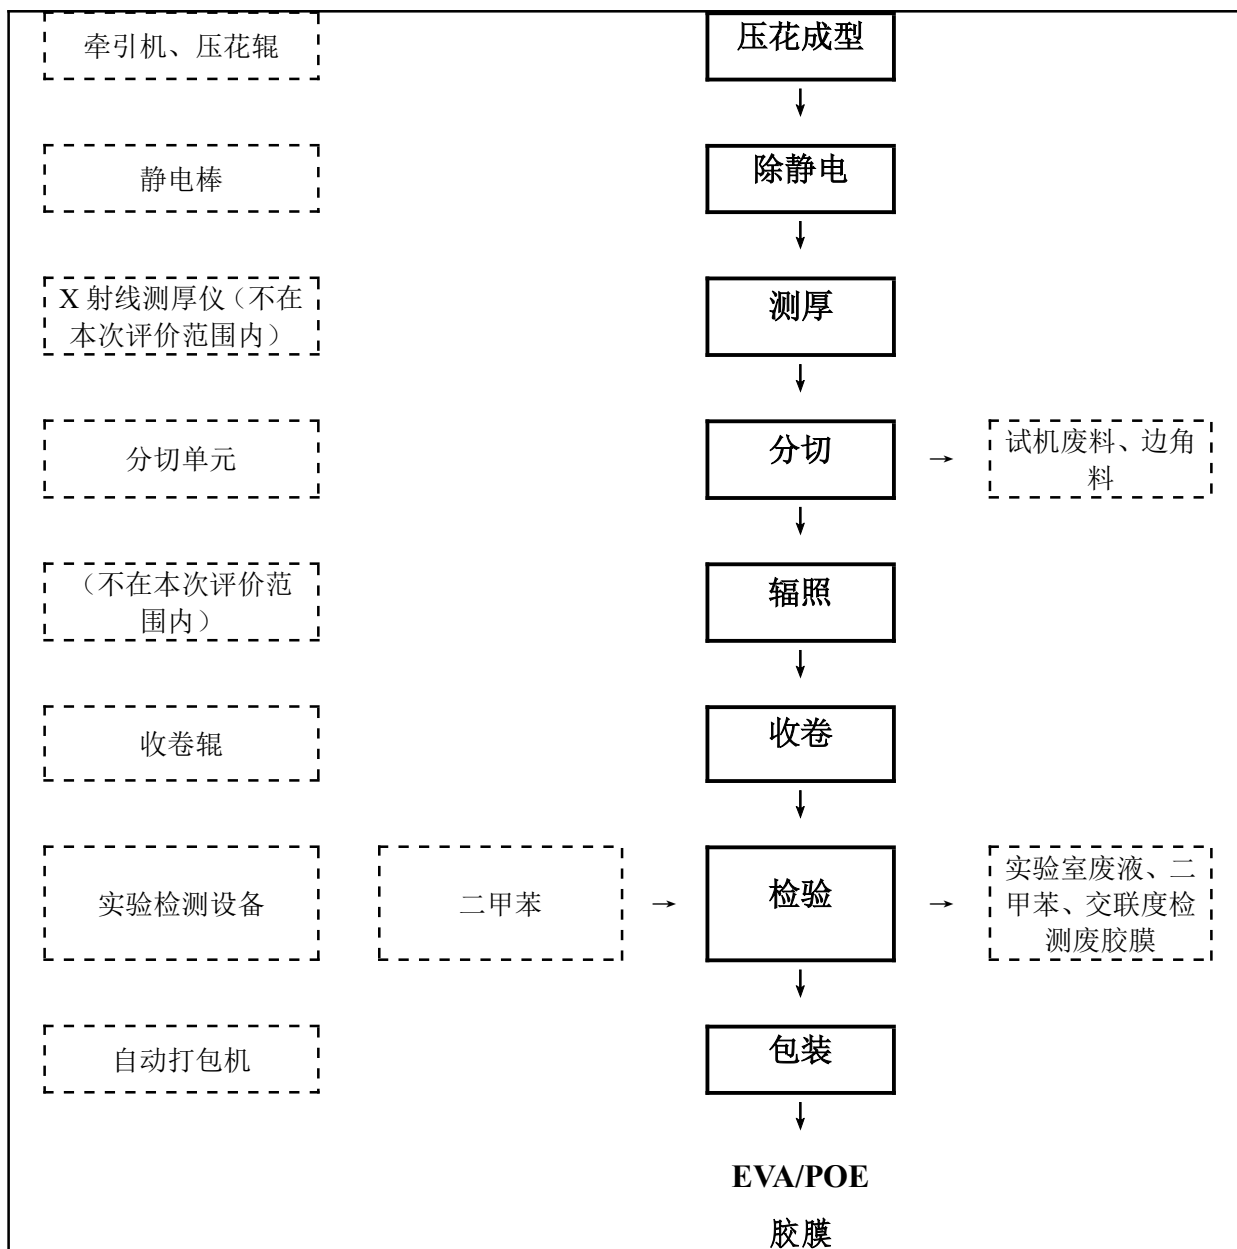 牵引机、压花辊
压花成型
↓
静电棒
除静电
↓
X 射线测厚仪（不在
本次评价范围内）
测厚
↓
分切单元
分切
→
试机废料、边角
料
↓
（不在本次评价范
围内）
辐照
↓
收卷辊
收卷
↓
实验检测设备
二甲苯
→
检验
→
实验室废液、二
甲苯、交联度检
测废胶膜
↓
自动打包机
包装
↓
EVA/POE
胶膜